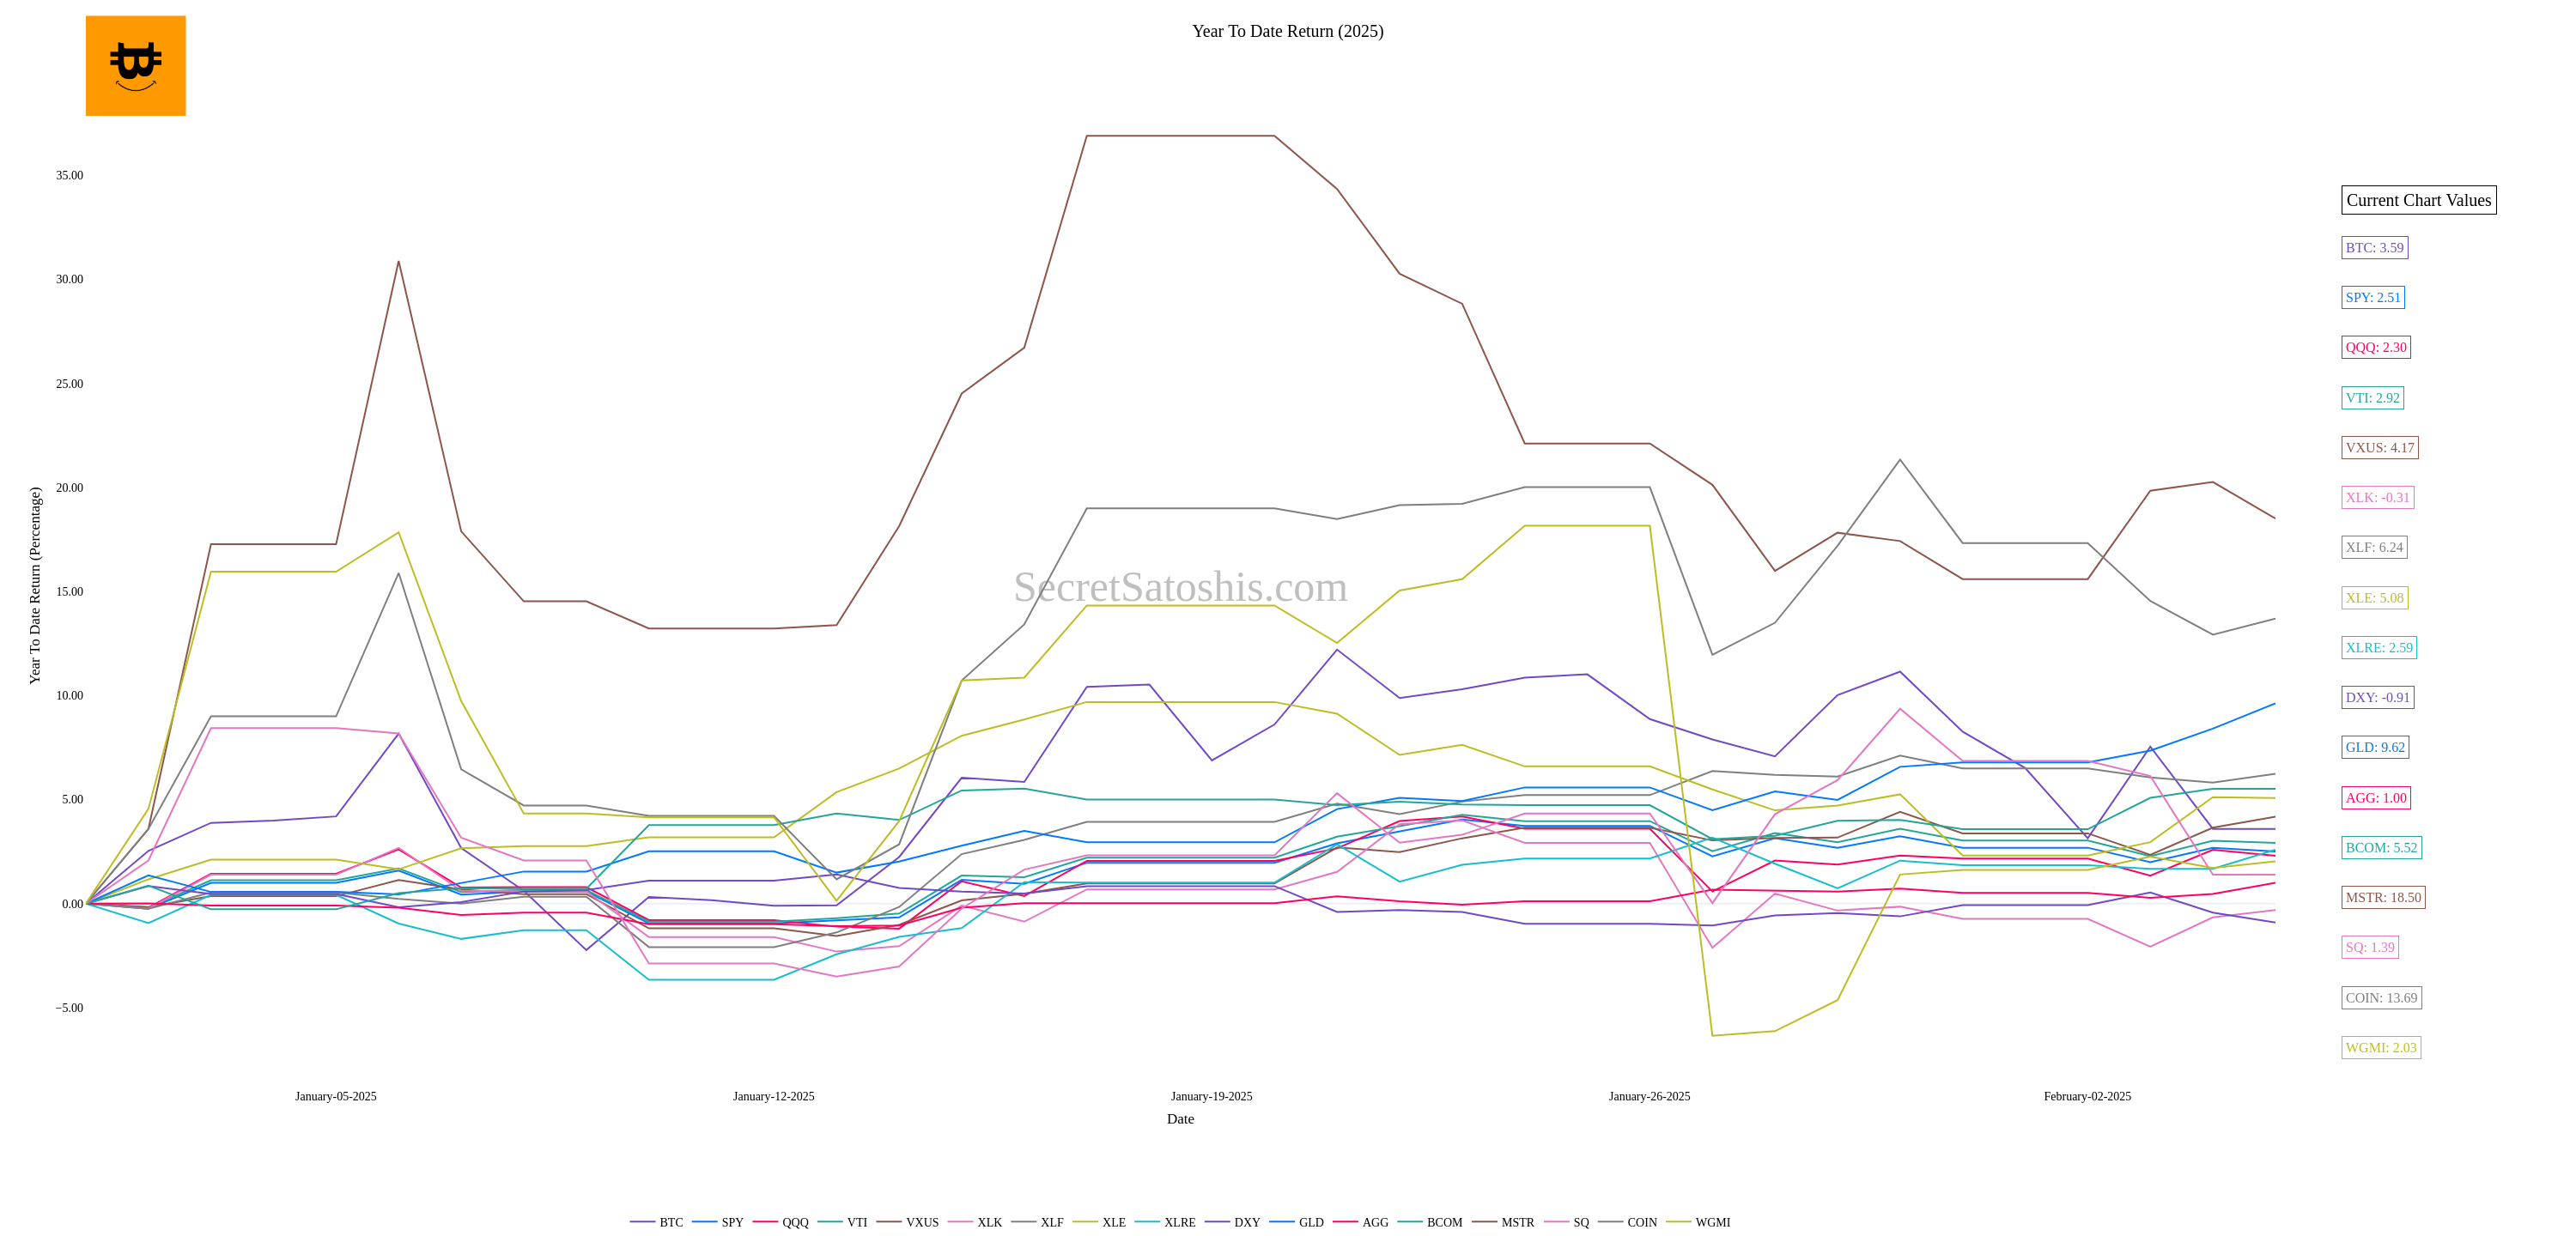 Year To Date Return (2025)
35.00
30.00
25.00
20.00
15.00
10.00
5.00
0.00
−5.00
Year To Date Return (Percentage)
SecretSatoshis.com
January-05-2025
January-12-2025
January-19-2025
January-26-2025
February-02-2025
Date
Current Chart Values
BTC: 3.59
SPY: 2.51
QQQ: 2.30
VTI: 2.92
VXUS: 4.17
XLK: -0.31
XLF: 6.24
XLE: 5.08
XLRE: 2.59
DXY: -0.91
GLD: 9.62
AGG: 1.00
BCOM: 5.52
MSTR: 18.50
SQ: 1.39
COIN: 13.69
WGMI: 2.03
BTC SPY QQQ VTI VXUS XLK XLF XLE XLRE DXY GLD AGG BCOM MSTR SQ COIN WGMI